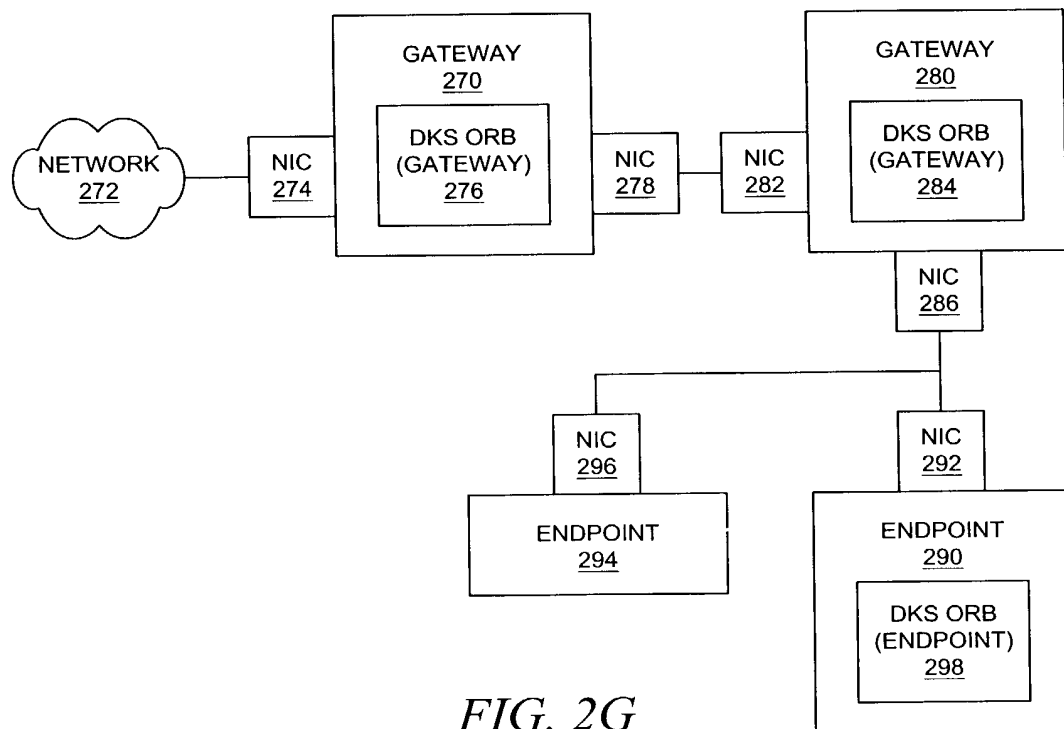 GATEWAY
270
DKS ORB
(GATEWAY)
276
NETWORK
272
NIC
274
NIC
278
NIC
282
GATEWAY
280
DKS ORB
(GATEWAY)
284
NIC
286
NIC
296
ENDPOINT
294
NIC
292
ENDPOINT
290
DKS ORB
(ENDPOINT)
298
FIG. 2G